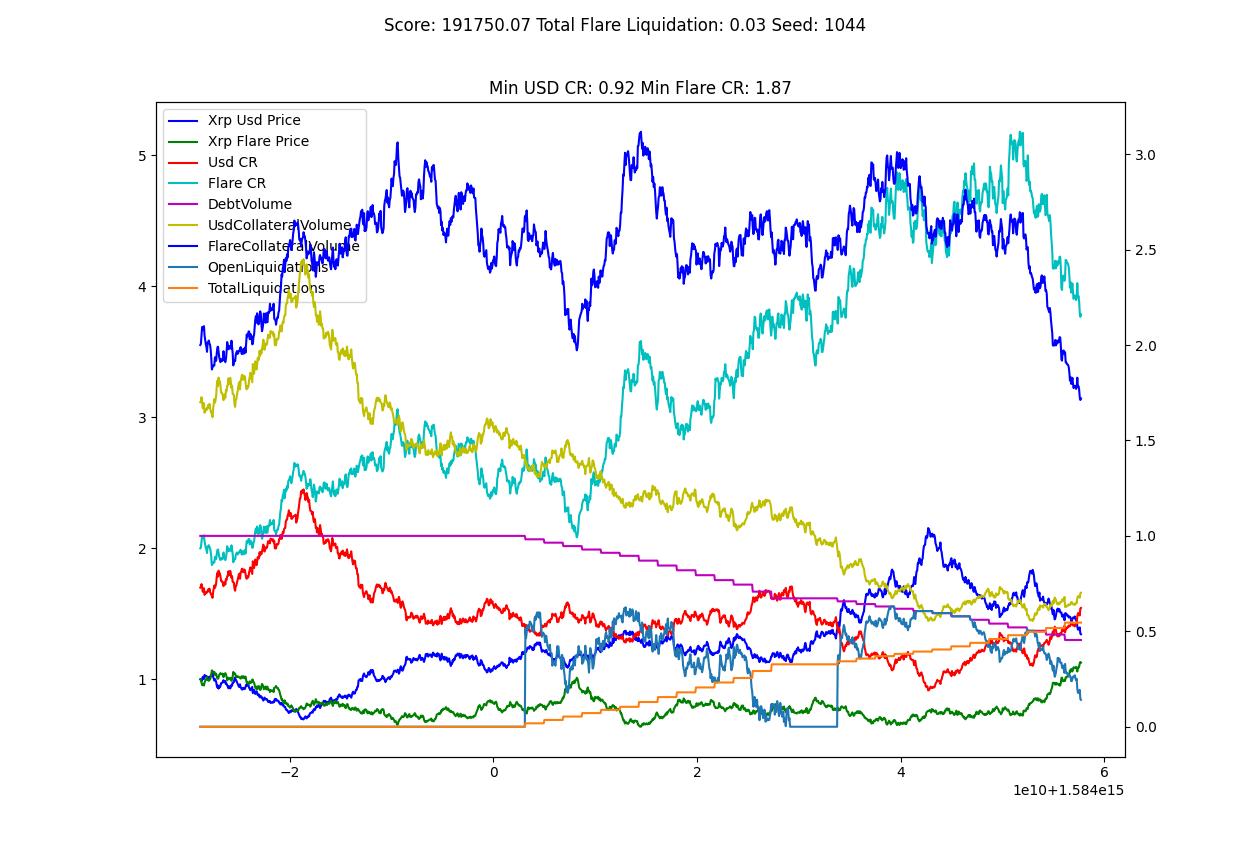 Score: 191750.07 Total Flare Liquidation: 0.03 Seed: 1044
Min USD CR: 0.92 Min Flare CR: 1.87
Xrp Usd Price
Xrp Flare Price
Usd CR
Flare CR
DebtVolume
UsdCollateralVolume
FlareCollateralVolume
OpenLiquidations
TotalLiquidations
5
4
3
2
1
3.0
2.5
2.0
1.5
1.0
0.5
0.0
−2
0
2
4
6
1e10+1.584e15